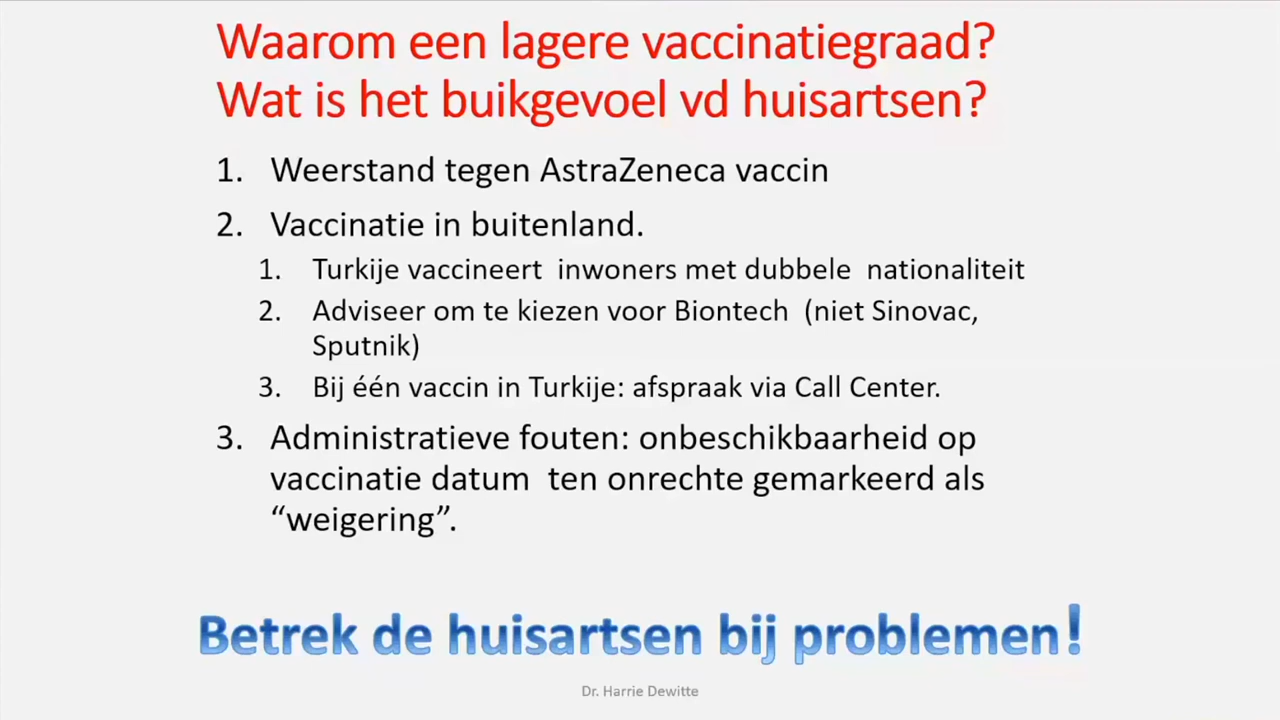 Waarom een lagere vaccinatiegraad?
Wat is het buikgevoel vd huisartsen?
1. Weerstand tegen AstraZeneca vaccin
2. Vaccinatie in buitenland.
1. Turkije vaccineert inwoners met dubbele nationaliteit
2. Adviseer om te kiezen voor Biontech (niet Sinovac,
Sputnik)
3. Bij één vaccin in Turkije: afspraak via Call Center.
3. Administratieve fouten: onbeschikbaarheid op
vaccinatie datum ten onrechte gemarkeerd als
“weigering”.
Betrek de huisartsen bij problemen!
Dr. Harrie Dewitte